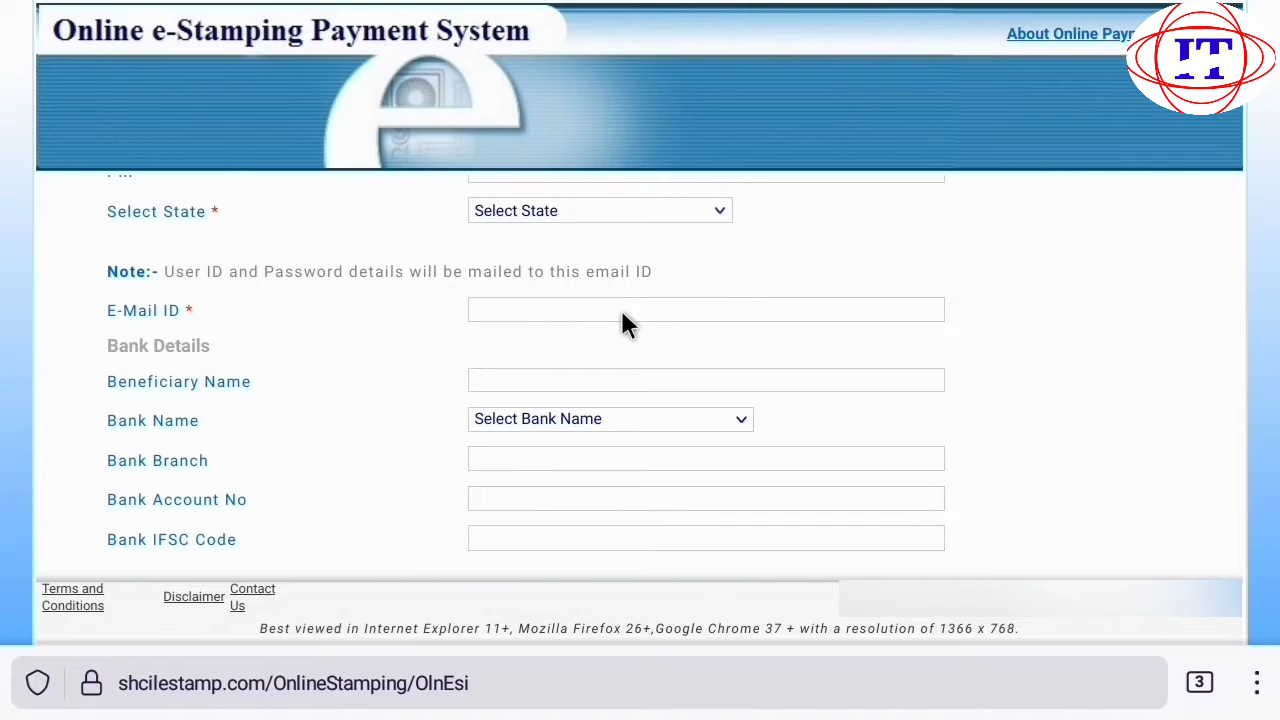 Online e-Stamping Payment System
About Online Paym
IT
Select State *
Select State
Note:- User ID and Password details will be mailed to this email ID
E-Mail ID *
Bank Details
Beneficiary Name
Bank Name
Select Bank Name
Bank Branch
Bank Account No
Bank IFSC Code
Terms and
Conditions
Disclaimer
Contact
Us
Best viewed in Internet Explorer 11+, Mozilla Firefox 26+,Google Chrome 37 + with a resolution of 1366 x 768.
shcilestamp.com/OnlineStamping/OlnEsi
3